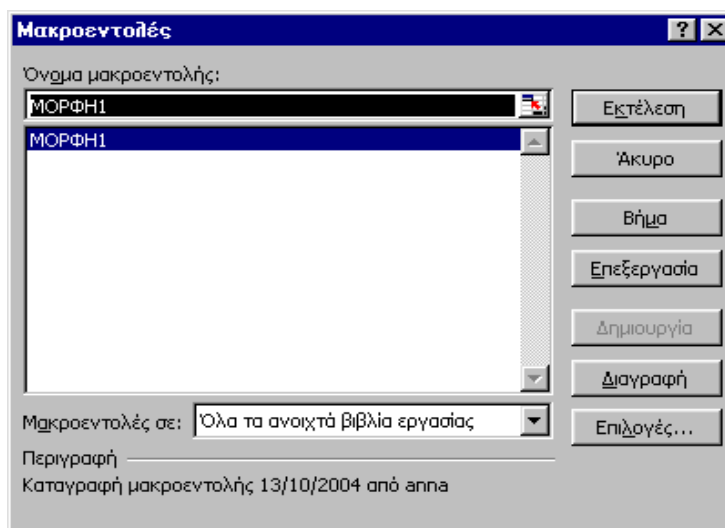 Μακροεντολές
Όνομα μακροεντολής:
ΜΟΡΦΗ1
ΜΟΡΦΗ1
Εκτέλεση
Άκυρο
Βήμα
Επεξεργασία
Δημιουργία
Διαγραφή
Μακροεντολές σε: Όλα τα ανοιχτά βιβλία εργασίας
Επιλογές...
Περιγραφή
Καταγραφή μακροεντολής 13/10/2004 από anna